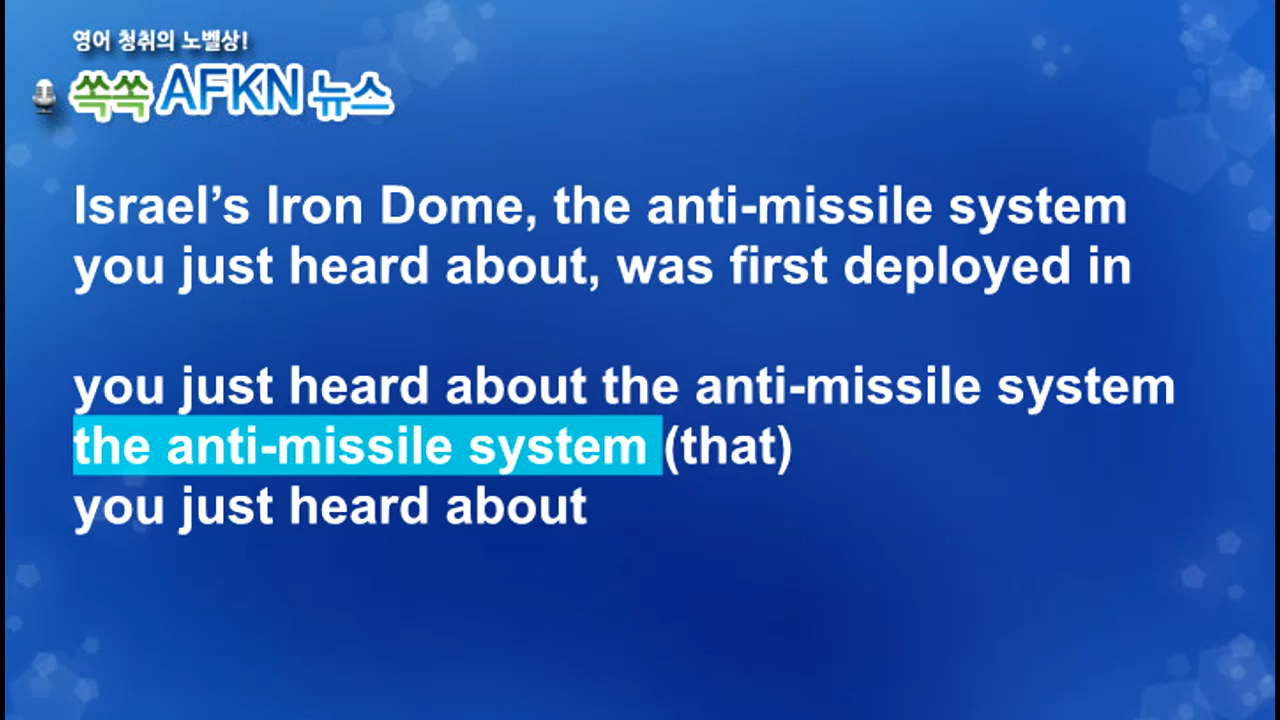 영어 청취의 노벨상!
쏙쏙 AFKN 뉴스
Israel’s Iron Dome, the anti-missile system
you just heard about, was first deployed in
you just heard about the anti-missile system
the anti-missile system (that)
you just heard about